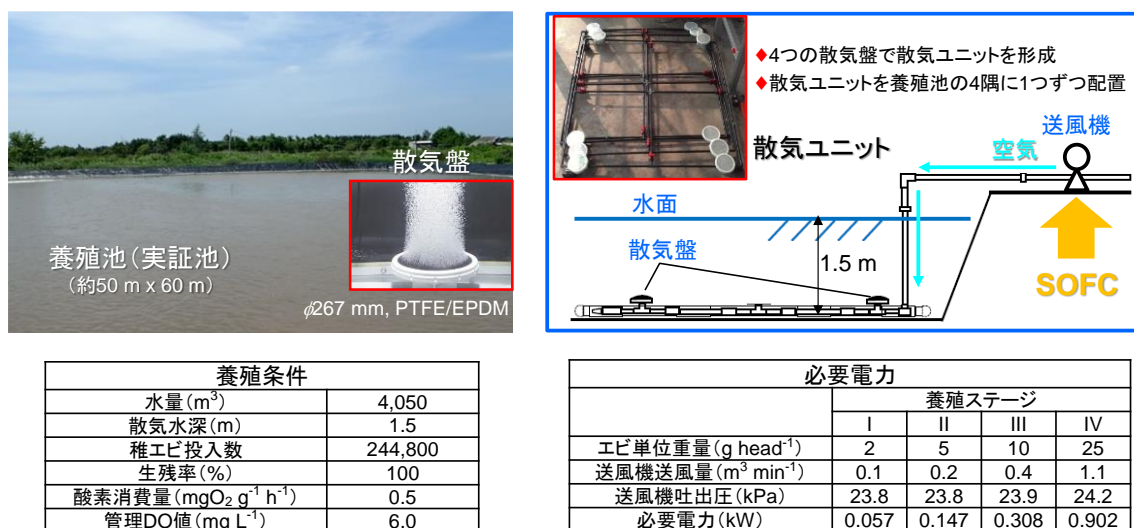 散気盤
養殖池（実証池）
（約50 m x 60 m）
ϕ267 mm, PTFE/EPDM
♦4つの散気盤で散気ユニットを形成
♦散気ユニットを養殖池の4隅に1つずつ配置
散気ユニット
送風機
空気
水面
散気盤
1.5 m
SOFC
養殖条件
水量（m³） 4,050
散気水深（m） 1.5
稚エビ投入数 244,800
生残率（%） 100
酸素消費量（mgO₂ g⁻¹ h⁻¹） 0.5
管理DO値（mg L⁻¹） 6.0
必要電力
養殖ステージ
I II III IV
エビ単位重量（g head⁻¹） 2 5 10 25
送風機送風量（m³ min⁻¹） 0.1 0.2 0.4 1.1
送風機吐出圧（kPa） 23.8 23.8 23.9 24.2
必要電力（kW） 0.057 0.147 0.308 0.902